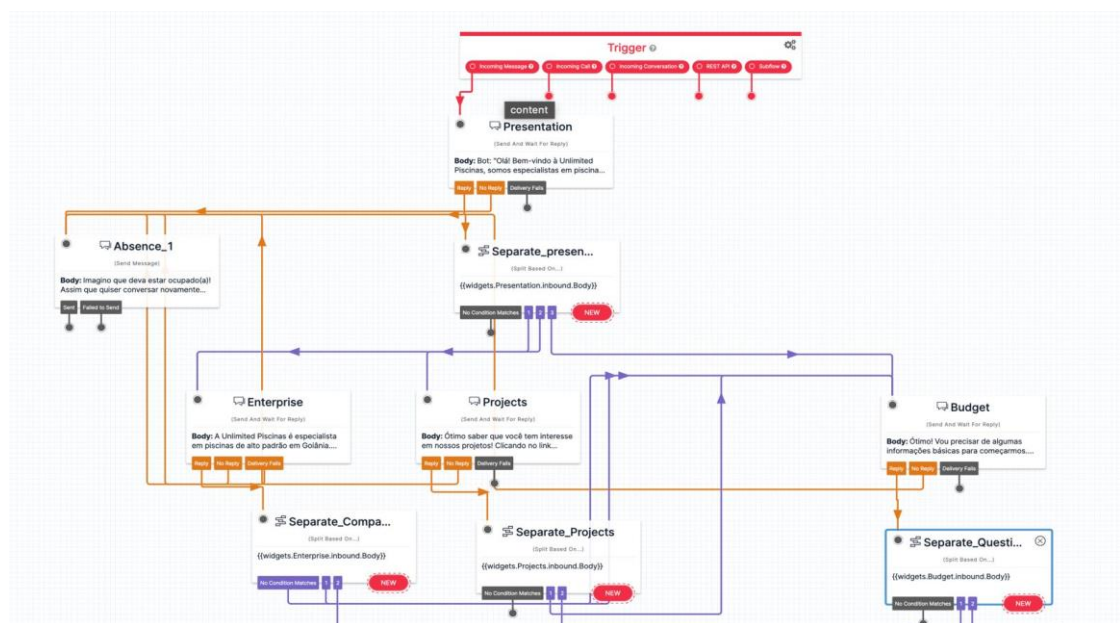 Trigger
Incoming Message
Incoming Call
Incoming Conversation
REST API
Subflow
content
Presentation
(Send And Wait For Reply)
Body: Bot: "Olá! Bem-vindo à Unlimited
Piscinas, somos especialistas em piscina...
Reply
No Reply
Delivery Fails
Absence_1
(Send Message)
Body: Imagino que deva estar ocupado(a)!
Assim que quiser conversar novamente...
Sent
Failed to Send
Separate_presen...
(Split Based On...)
{{widgets.Presentation.inbound.Body}}
No Condition Matches
1
2
3
NEW
Enterprise
(Send And Wait For Reply)
Body: A Unlimited Piscinas é especialista
em piscinas de alto padrão em Goiânia....
Reply
No Reply
Delivery Fails
Projects
(Send And Wait For Reply)
Body: Ótimo saber que você tem interesse
em nossos projetos! Clicando no link...
Reply
No Reply
Delivery Fails
Budget
(Send And Wait For Reply)
Body: Ótimo! Vou precisar de algumas
informações básicas para começarmos....
Reply
No Reply
Delivery Fails
Separate_Compa...
(Split Based On...)
{{widgets.Enterprise.inbound.Body}}
No Condition Matches
1
2
NEW
Separate_Projects
(Split Based On...)
{{widgets.Projects.inbound.Body}}
No Condition Matches
1
2
NEW
Separate_Questi...
(Split Based On...)
{{widgets.Budget.inbound.Body}}
No Condition Matches
1
2
NEW